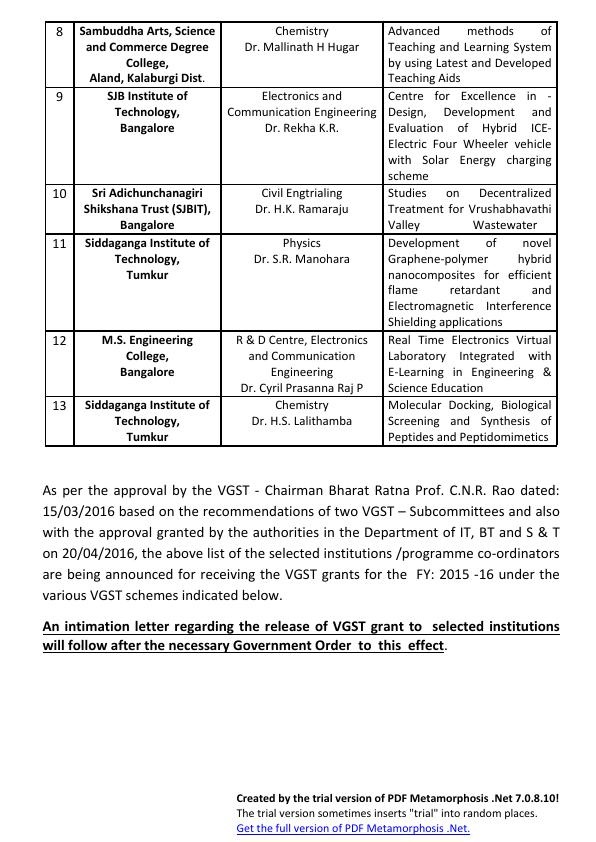 8
Sambuddha Arts, Science
and Commerce Degree
College,
Aland, Kalaburgi Dist.
Chemistry
Dr. Mallinath H Hugar
Advanced methods of
Teaching and Learning System
by using Latest and Developed
Teaching Aids
9
SJB Institute of
Technology,
Bangalore
Electronics and
Communication Engineering
Dr. Rekha K.R.
Centre for Excellence in -
Design, Development and
Evaluation of Hybrid ICE-
Electric Four Wheeler vehicle
with Solar Energy charging
scheme
10
Sri Adichunchanagiri
Shikshana Trust (SJBIT),
Bangalore
Civil Engtrialing
Dr. H.K. Ramaraju
Studies on Decentralized
Treatment for Vrushabhavathi
Valley Wastewater
11
Siddaganga Institute of
Technology,
Tumkur
Physics
Dr. S.R. Manohara
Development of novel
Graphene-polymer hybrid
nanocomposites for efficient
flame retardant and
Electromagnetic Interference
Shielding applications
12
M.S. Engineering
College,
Bangalore
R & D Centre, Electronics
and Communication
Engineering
Dr. Cyril Prasanna Raj P
Real Time Electronics Virtual
Laboratory Integrated with
E-Learning in Engineering &
Science Education
13
Siddaganga Institute of
Technology,
Tumkur
Chemistry
Dr. H.S. Lalithamba
Molecular Docking, Biological
Screening and Synthesis of
Peptides and Peptidomimetics
As per the approval by the VGST - Chairman Bharat Ratna Prof. C.N.R. Rao dated:
15/03/2016 based on the recommendations of two VGST – Subcommittees and also
with the approval granted by the authorities in the Department of IT, BT and S & T
on 20/04/2016, the above list of the selected institutions /programme co-ordinators
are being announced for receiving the VGST grants for the FY: 2015 -16 under the
various VGST schemes indicated below.
An intimation letter regarding the release of VGST grant to selected institutions
will follow after the necessary Government Order to this effect.
Created by the trial version of PDF Metamorphosis .Net 7.0.8.10!
The trial version sometimes inserts "trial" into random places.
Get the full version of PDF Metamorphosis .Net.